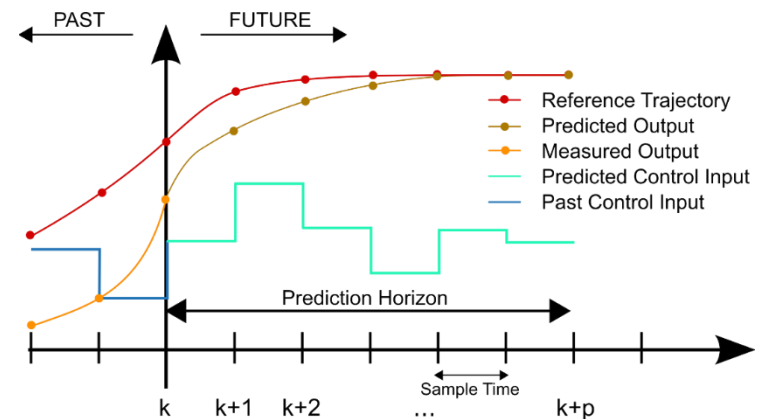 PAST
FUTURE
Reference Trajectory
Predicted Output
Measured Output
Predicted Control Input
Past Control Input
Prediction Horizon
Sample Time
k
k+1
k+2
...
k+p